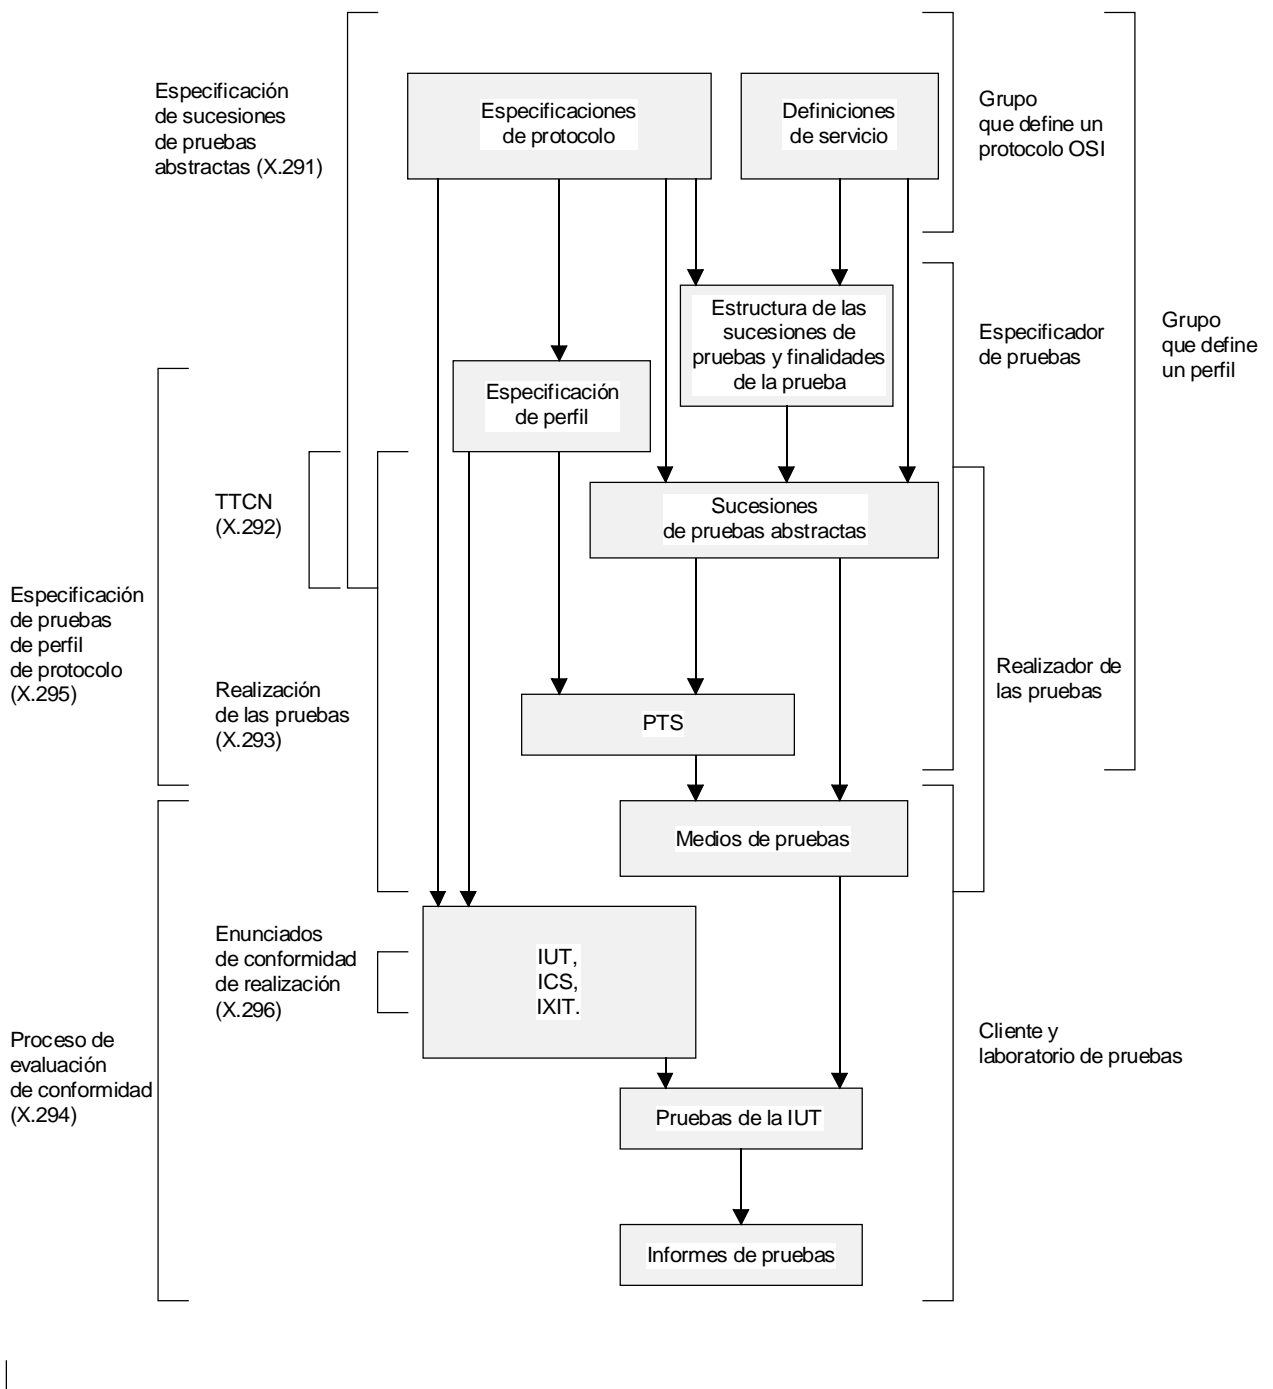 Especificación
de sucesiones
de pruebas
abstractas (X.291)
Especificaciones
de protocolo
Definiciones
de servicio
Grupo
que define un
protocolo OSI
Estructura de las
sucesiones de
pruebas y finalidades
de la prueba
Especificador
de pruebas
Grupo
que define
un perfil
Especificación
de perfil
TTCN
(X.292)
Sucesiones
de pruebas abstractas
Especificación
de pruebas
de perfil
de protocolo
(X.295)
Realización
de las pruebas
(X.293)
PTS
Realizador de
las pruebas
Medios de pruebas
Enunciados
de conformidad
de realización
(X.296)
IUT,
ICS,
IXIT.
Proceso de
evaluación
de conformidad
(X.294)
Cliente y
laboratorio de pruebas
Pruebas de la IUT
Informes de pruebas